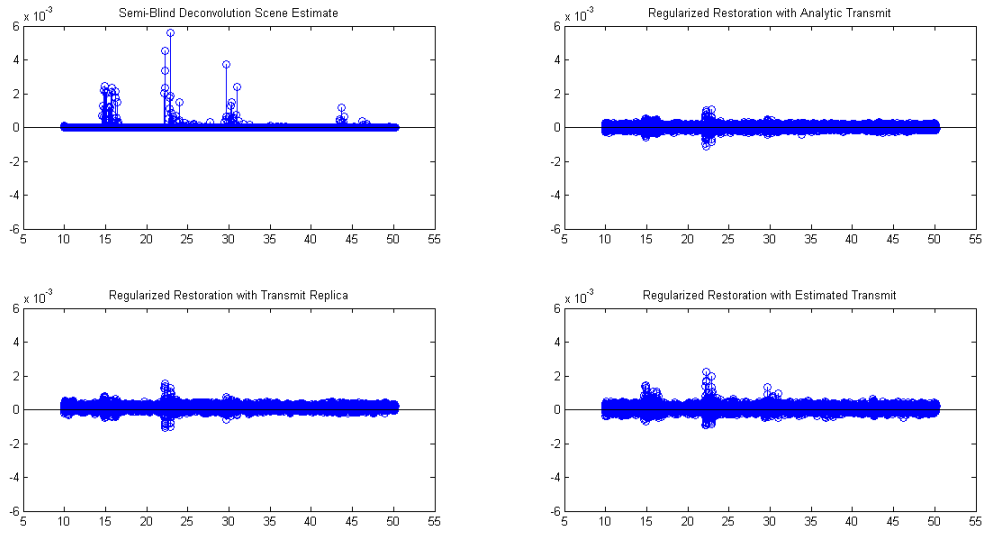 Semi-Blind Deconvolution Scene Estimate
x 10-3
6
4
2
0
-2
-4
-6
5 10 15 20 25 30 35 40 45 50 55
Regularized Restoration with Analytic Transmit
x 10-3
6
4
2
0
-2
-4
-6
5 10 15 20 25 30 35 40 45 50 55
Regularized Restoration with Transmit Replica
x 10-3
6
4
2
0
-2
-4
-6
5 10 15 20 25 30 35 40 45 50 55
Regularized Restoration with Estimated Transmit
x 10-3
6
4
2
0
-2
-4
-6
5 10 15 20 25 30 35 40 45 50 55